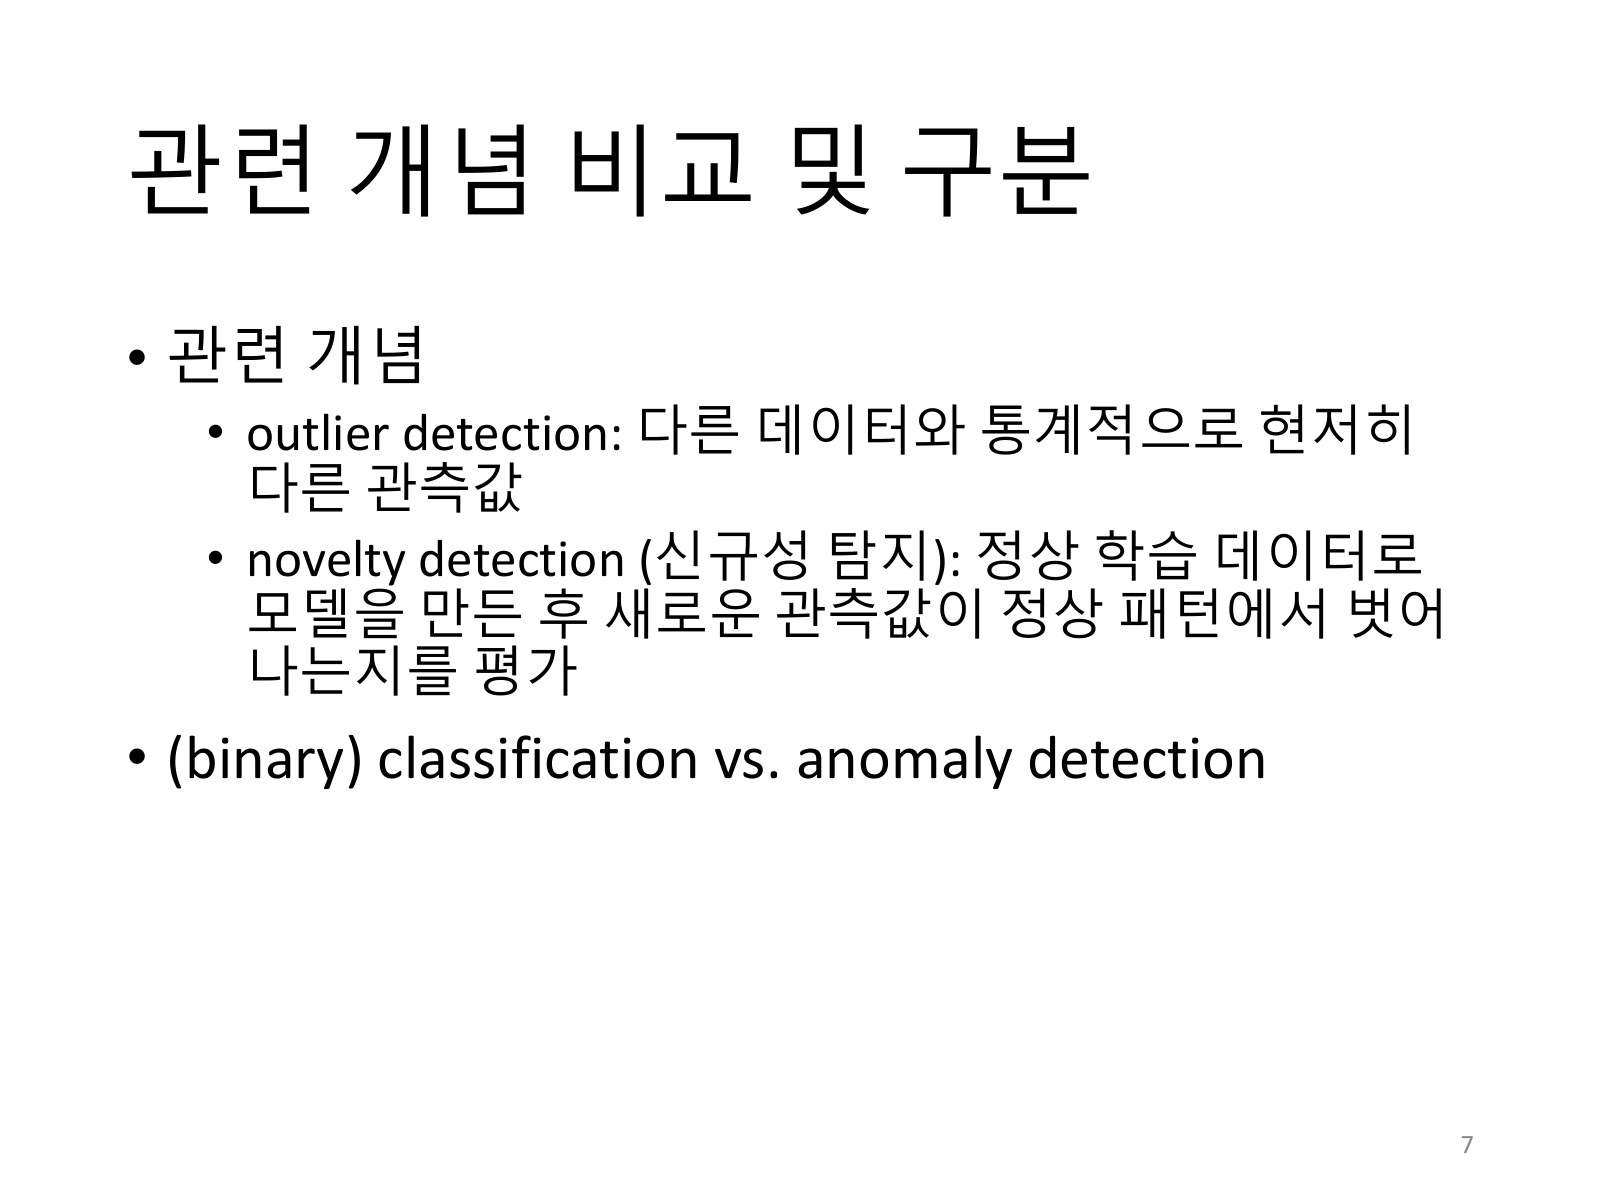 관련 개념 비교 및 구분
• 관련 개념
• outlier detection: 다른 데이터와 통계적으로 현저히
다른 관측값
• novelty detection (신규성 탐지): 정상 학습 데이터로
모델을 만든 후 새로운 관측값이 정상 패턴에서 벗어
나는지를 평가
• (binary) classification vs. anomaly detection
7